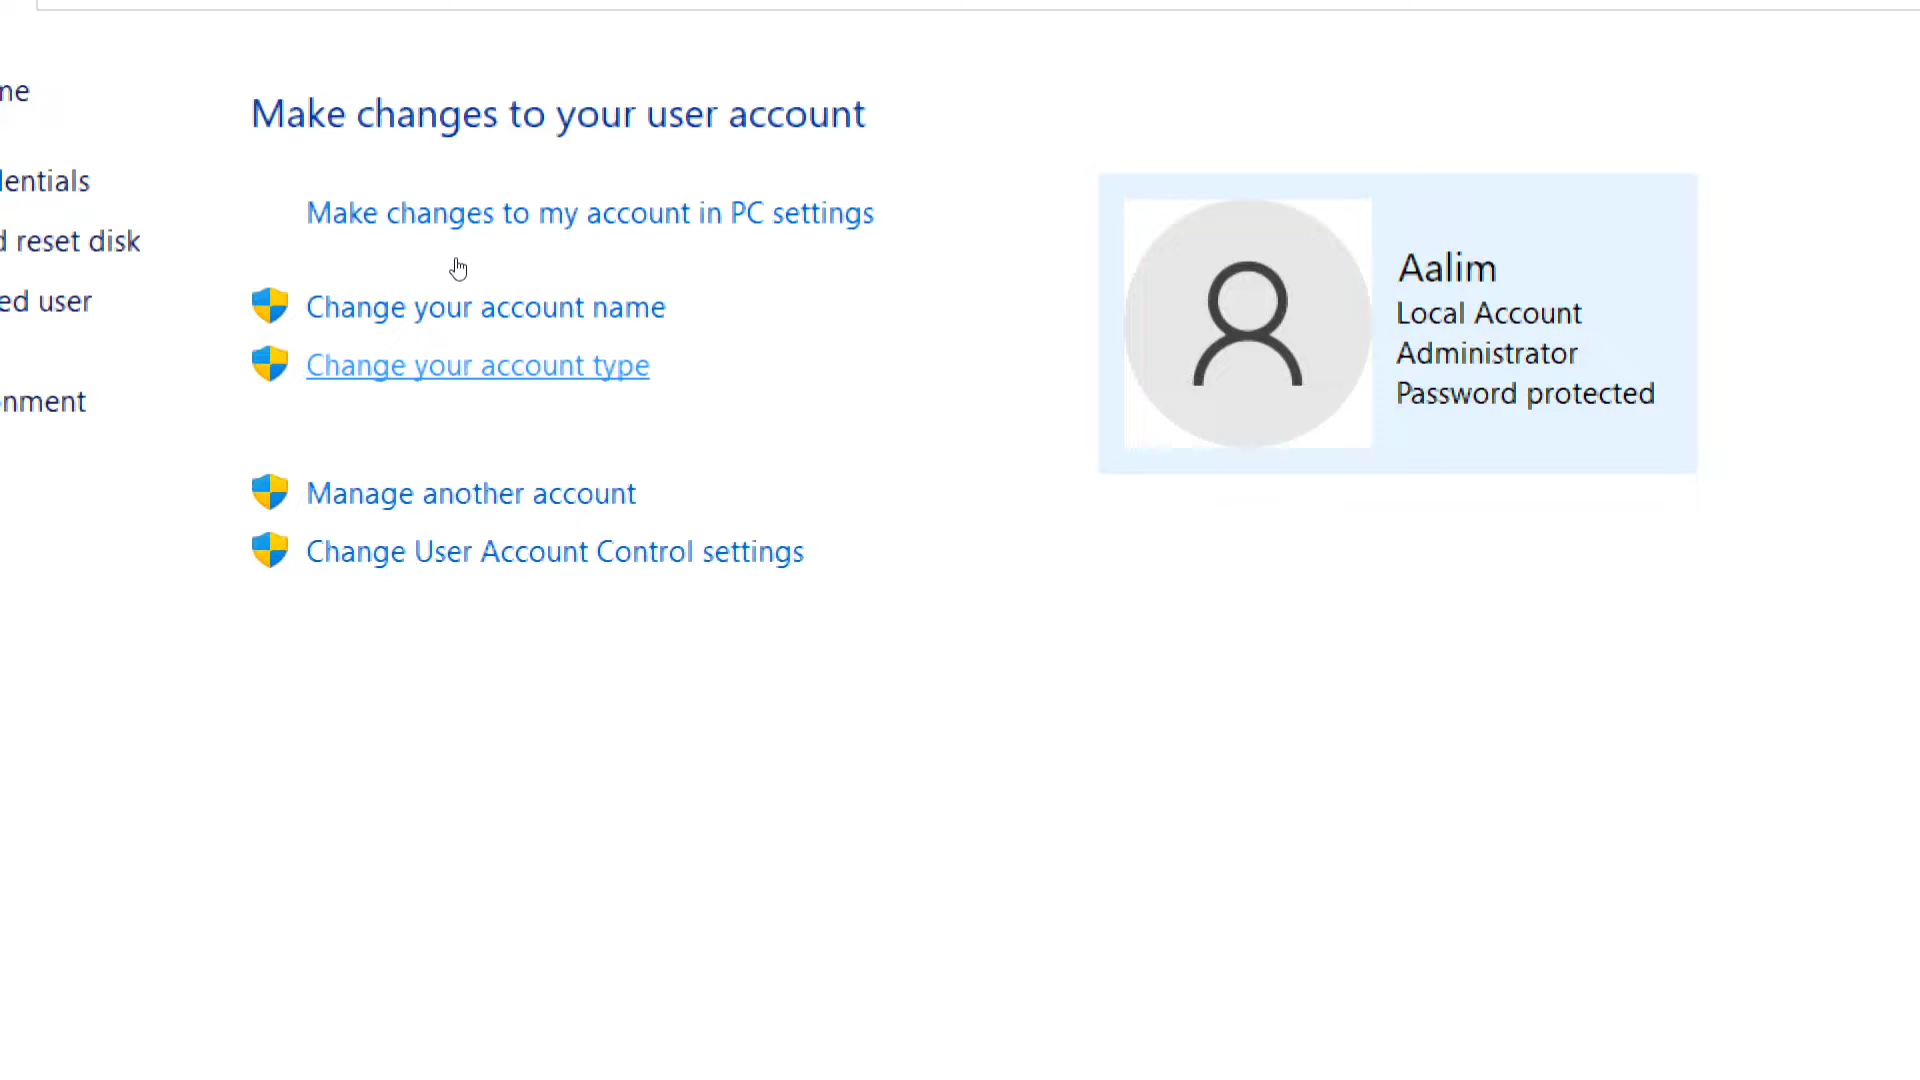 ne
Make changes to your user account
lentials
Make changes to my account in PC settings
d reset disk
ed user
Change your account name
Change your account type
nment
Manage another account
Change User Account Control settings
Aalim
Local Account
Administrator
Password protected